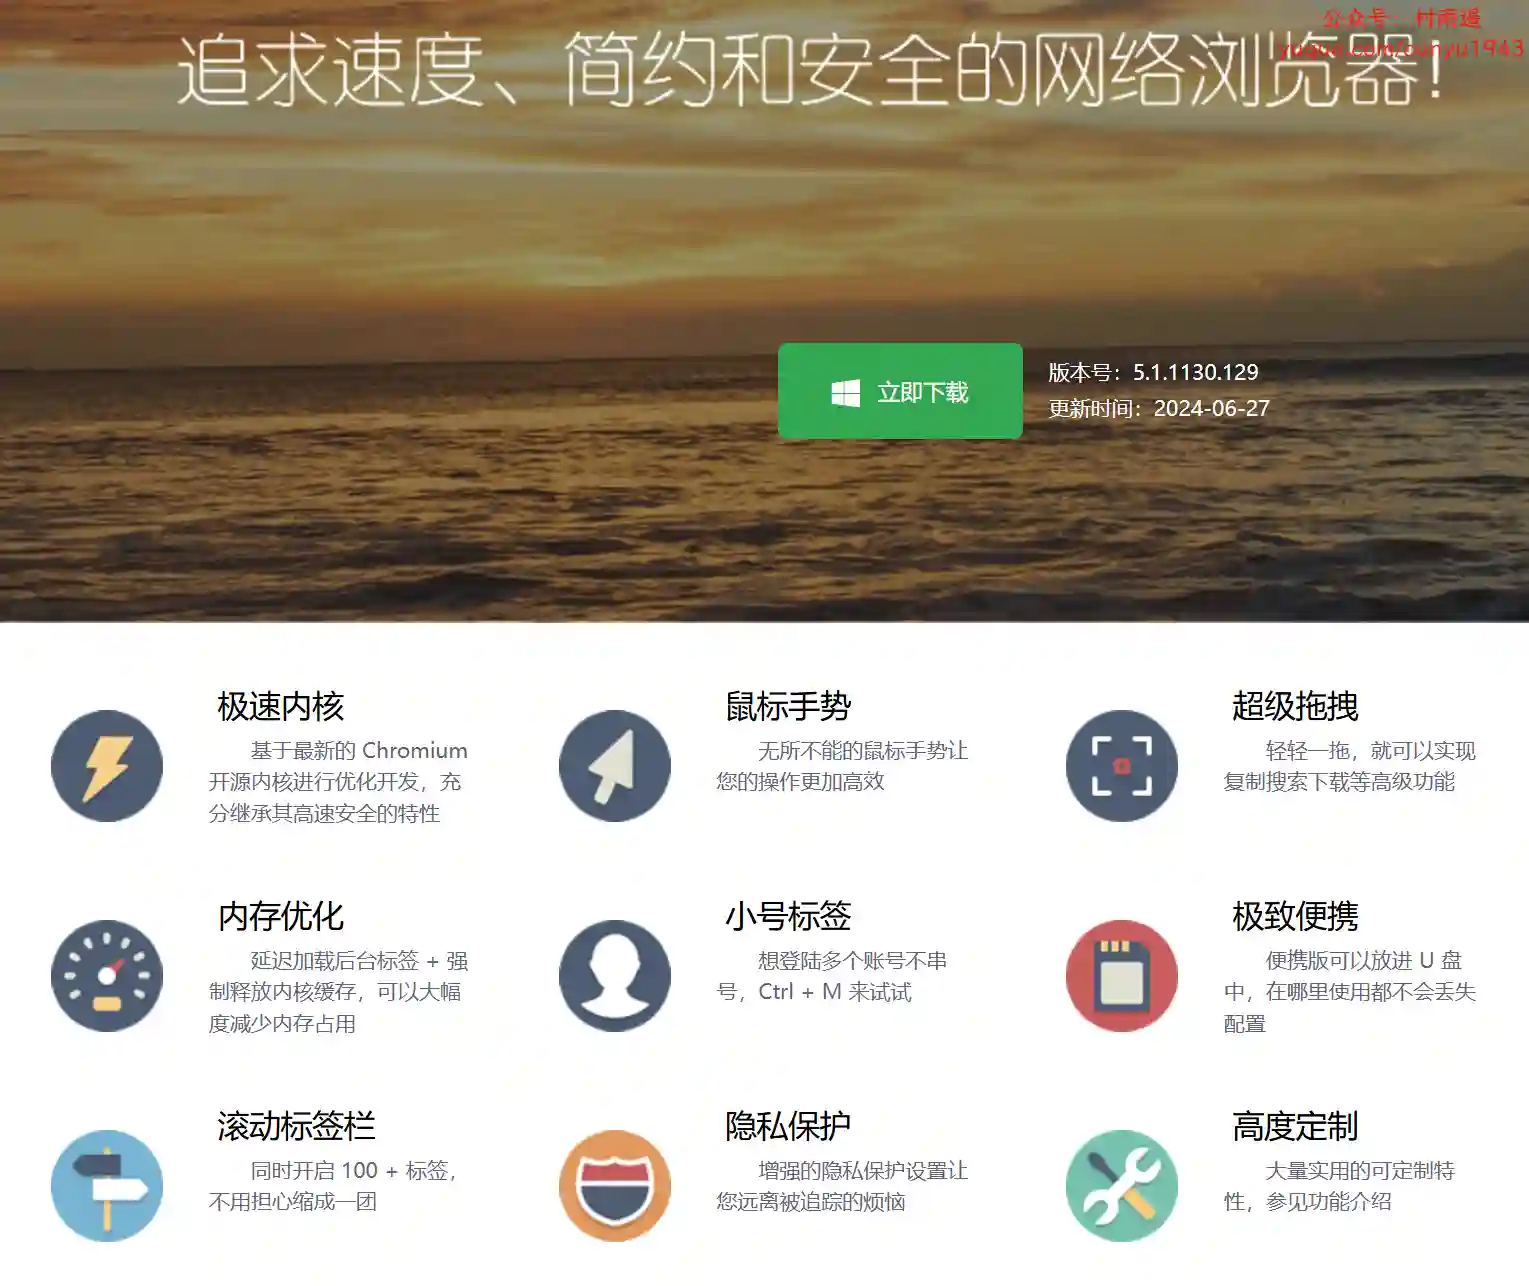 公众号：村雨遥
yuque.com/cunyu1943
追求速度、简约和安全的网络浏览器！
立即下载
版本号：5.1.1130.129
更新时间：2024-06-27
极速内核
基于最新的 Chromium
开源内核进行优化开发，充
分继承其高速安全的特性
鼠标手势
无所不能的鼠标手势让
您的操作更加高效
超级拖拽
轻轻一拖，就可以实现
复制搜索下载等高级功能
内存优化
延迟加载后台标签 + 强
制释放内核缓存，可以大幅
度减少内存占用
小号标签
想登陆多个账号不串
号，Ctrl + M 来试试
极致便携
便携版可以放进 U 盘
中，在哪里使用都不会丢失
配置
滚动标签栏
同时开启 100 + 标签，
不用担心缩成一团
隐私保护
增强的隐私保护设置让
您远离被追踪的烦恼
高度定制
大量实用的可定制特
性，参见功能介绍